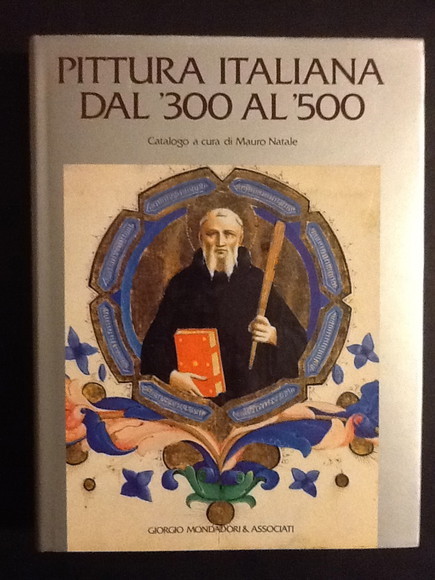 PITTURA ITALIANA
DAL '300 AL '500
Catalogo a cura di Mauro Natale
GIORGIO MONDADORI & ASSOCIATI